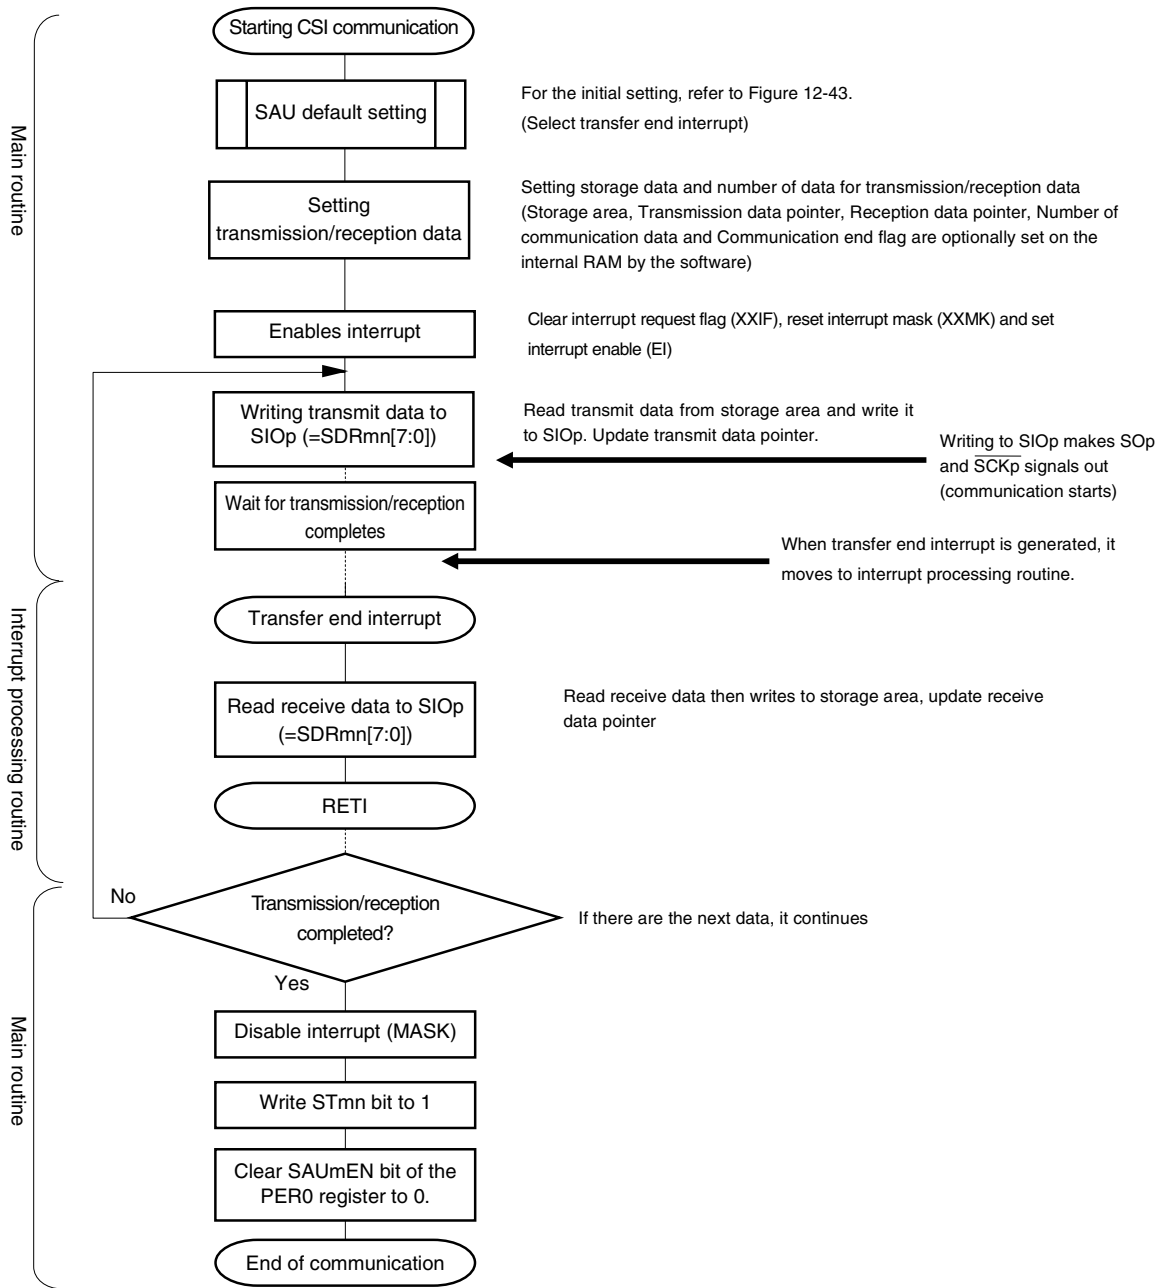 Starting CSI communication
Main routine
SAU default setting
For the initial setting, refer to Figure 12-43.
(Select transfer end interrupt)
Setting
transmission/reception data
Setting storage data and number of data for transmission/reception data
(Storage area, Transmission data pointer, Reception data pointer, Number of
communication data and Communication end flag are optionally set on the
internal RAM by the software)
Enables interrupt
Clear interrupt request flag (XXIF), reset interrupt mask (XXMK) and set
interrupt enable (EI)
Writing transmit data to
SIOp (=SDRmn[7:0])
Read transmit data from storage area and write it
to SIOp. Update transmit data pointer.
Writing to SIOp makes SOp
and SCKp signals out
(communication starts)
Wait for transmission/reception
completes
When transfer end interrupt is generated, it
moves to interrupt processing routine.
Interrupt processing routine
Transfer end interrupt
Read receive data to SIOp
(=SDRmn[7:0])
Read receive data then writes to storage area, update receive
data pointer
RETI
No
Transmission/reception
completed?
If there are the next data, it continues
Yes
Main routine
Disable interrupt (MASK)
Write STmn bit to 1
Clear SAUmEN bit of the
PER0 register to 0.
End of communication